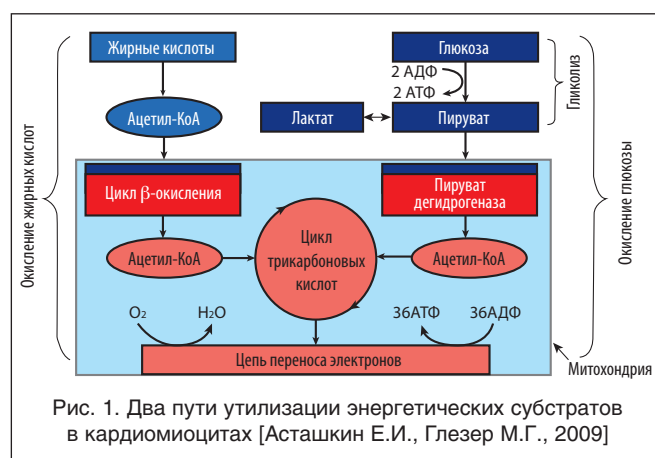 Жирные кислоты
Глюкоза
2 АДФ
2 АТФ
Гликолиз
Ацетил-КоА
Лактат
Пируват
Окисление жирных кислот
Окисление глюкозы
Цикл β-окисления
Пируват
дегидрогеназа
Цикл
трикарбоновых
кислот
Ацетил-КоА
Ацетил-КоА
O₂
H₂O
36АТФ
36АДФ
Цепь переноса электронов
Митохондрия
Рис. 1. Два пути утилизации энергетических субстратов
в кардиомиоцитах [Асташкин Е.И., Глезер М.Г., 2009]